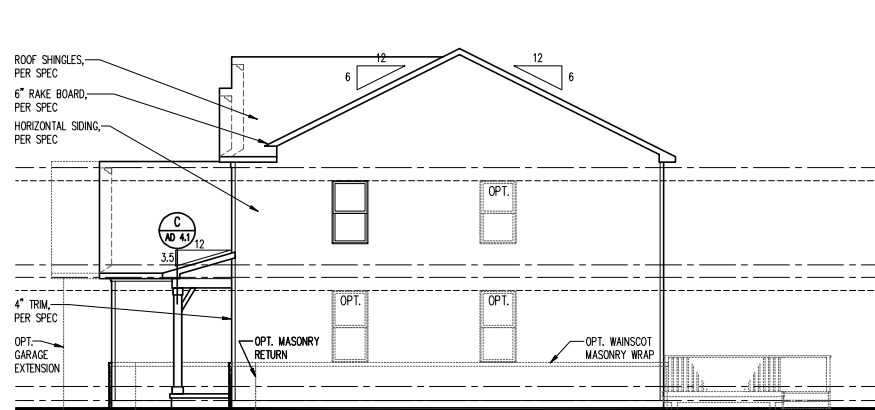 12
12
6
6
ROOF SHINGLES,
PER SPEC
6" RAKE BOARD,
PER SPEC
HORIZONTAL SIDING,
PER SPEC
OPT.
C
AD 4.1
12
3.5
4" TRIM,
PER SPEC
OPT.
OPT.
OPT.
GARAGE
EXTENSION
OPT. MASONRY
RETURN
OPT. WAINSCOT
MASONRY WRAP